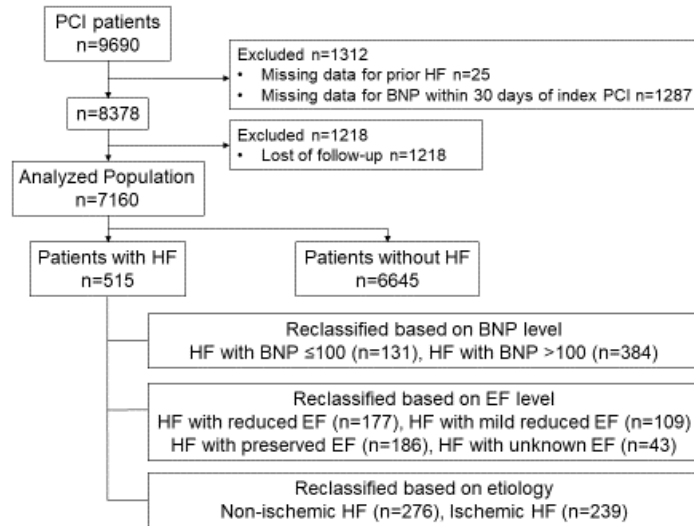 PCI patients
n=9690
Excluded n=1312
• Missing data for prior HF n=25
• Missing data for BNP within 30 days of index PCI n=1287
n=8378
Excluded n=1218
• Lost of follow-up n=1218
Analyzed Population
n=7160
Patients with HF
n=515
Patients without HF
n=6645
Reclassified based on BNP level
HF with BNP ≤100 (n=131), HF with BNP >100 (n=384)
Reclassified based on EF level
HF with reduced EF (n=177), HF with mild reduced EF (n=109)
HF with preserved EF (n=186), HF with unknown EF (n=43)
Reclassified based on etiology
Non-ischemic HF (n=276), Ischemic HF (n=239)